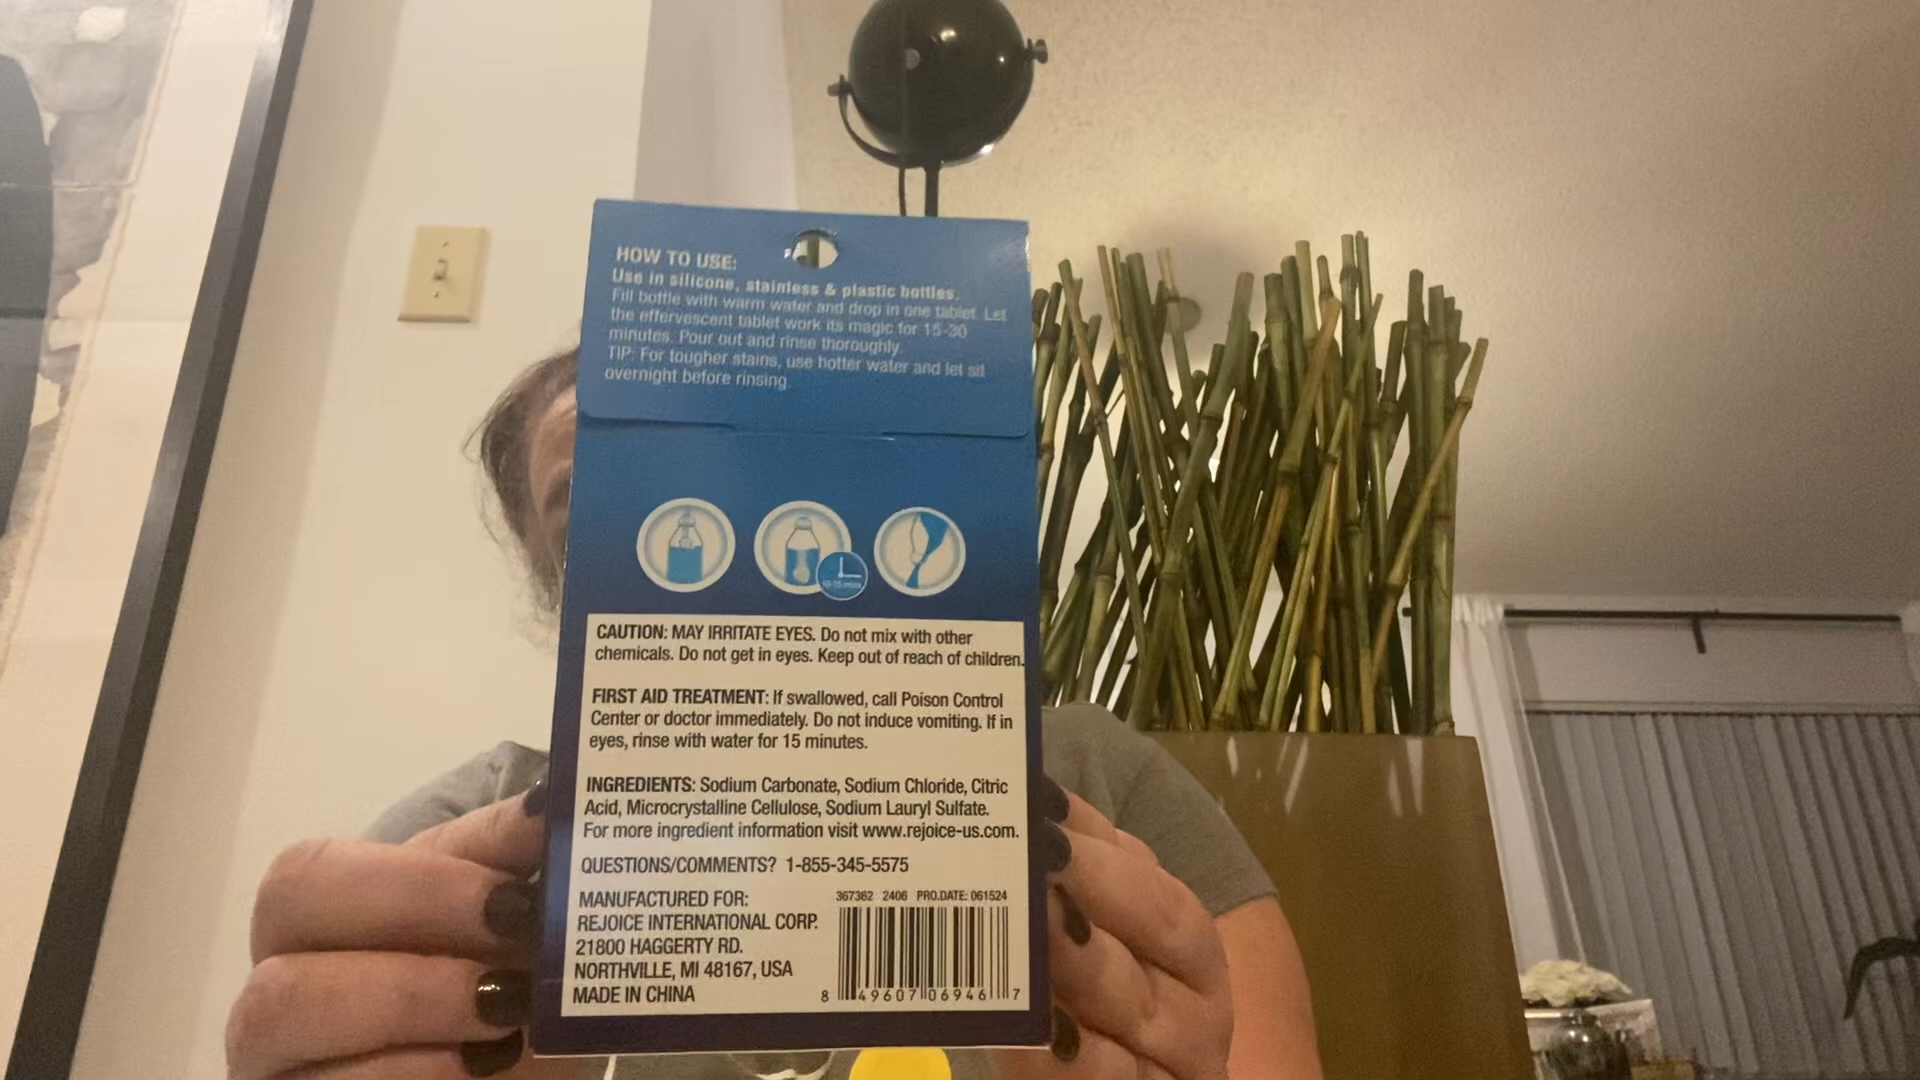 HOW TO USE:
Use in silicone, stainless & plastic bottles.
Fill bottle with warm water and drop in one tablet. Let
the effervescent tablet work its magic for 15-30
minutes. Pour out and rinse thoroughly.
TIP: For tougher stains, use hotter water and let sit
overnight before rinsing.
CAUTION: MAY IRRITATE EYES. Do not mix with other
chemicals. Do not get in eyes. Keep out of reach of children.
FIRST AID TREATMENT: If swallowed, call Poison Control
Center or doctor immediately. Do not induce vomiting. If in
eyes, rinse with water for 15 minutes.
INGREDIENTS: Sodium Carbonate, Sodium Chloride, Citric
Acid, Microcrystalline Cellulose, Sodium Lauryl Sulfate.
For more ingredient information visit www.rejoice-us.com.
QUESTIONS/COMMENTS? 1-855-345-5575
MANUFACTURED FOR:
REJOICE INTERNATIONAL CORP.
21800 HAGGERTY RD.
NORTHVILLE, MI 48167, USA
MADE IN CHINA
367362 2406 PRO.DATE: 061524
8 49607 06946 7